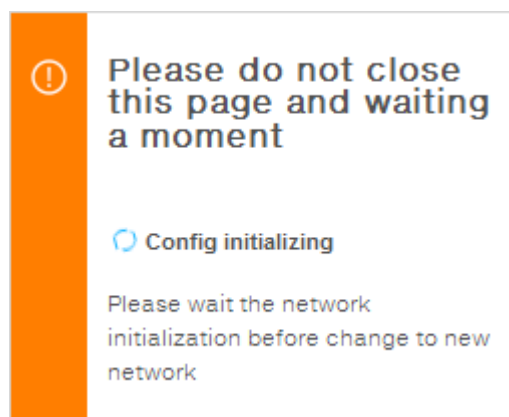 Please do not close
this page and waiting
a moment
Config initializing
Please wait the network
initialization before change to new
network